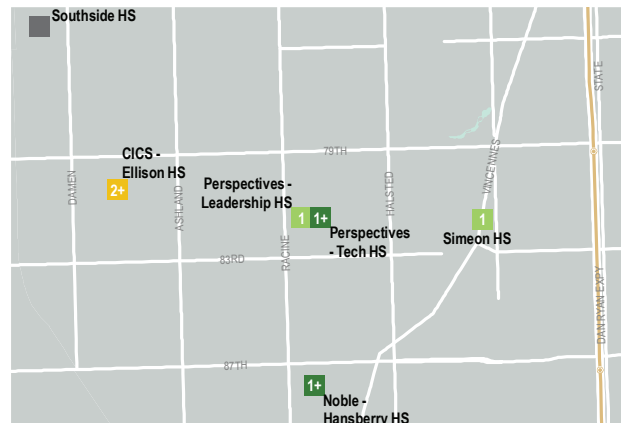 Southside HS
STATE
79TH
CICS -
Ellison HS
2+
DAMEN
ASHLAND
Perspectives -
Leadership HS
1
1+
Perspectives
- Tech HS
RACINE
HALSTED
VINCENNES
1
Simeon HS
83RD
DAN RYAN EXPY
87TH
1+
Noble -
Hansberry HS